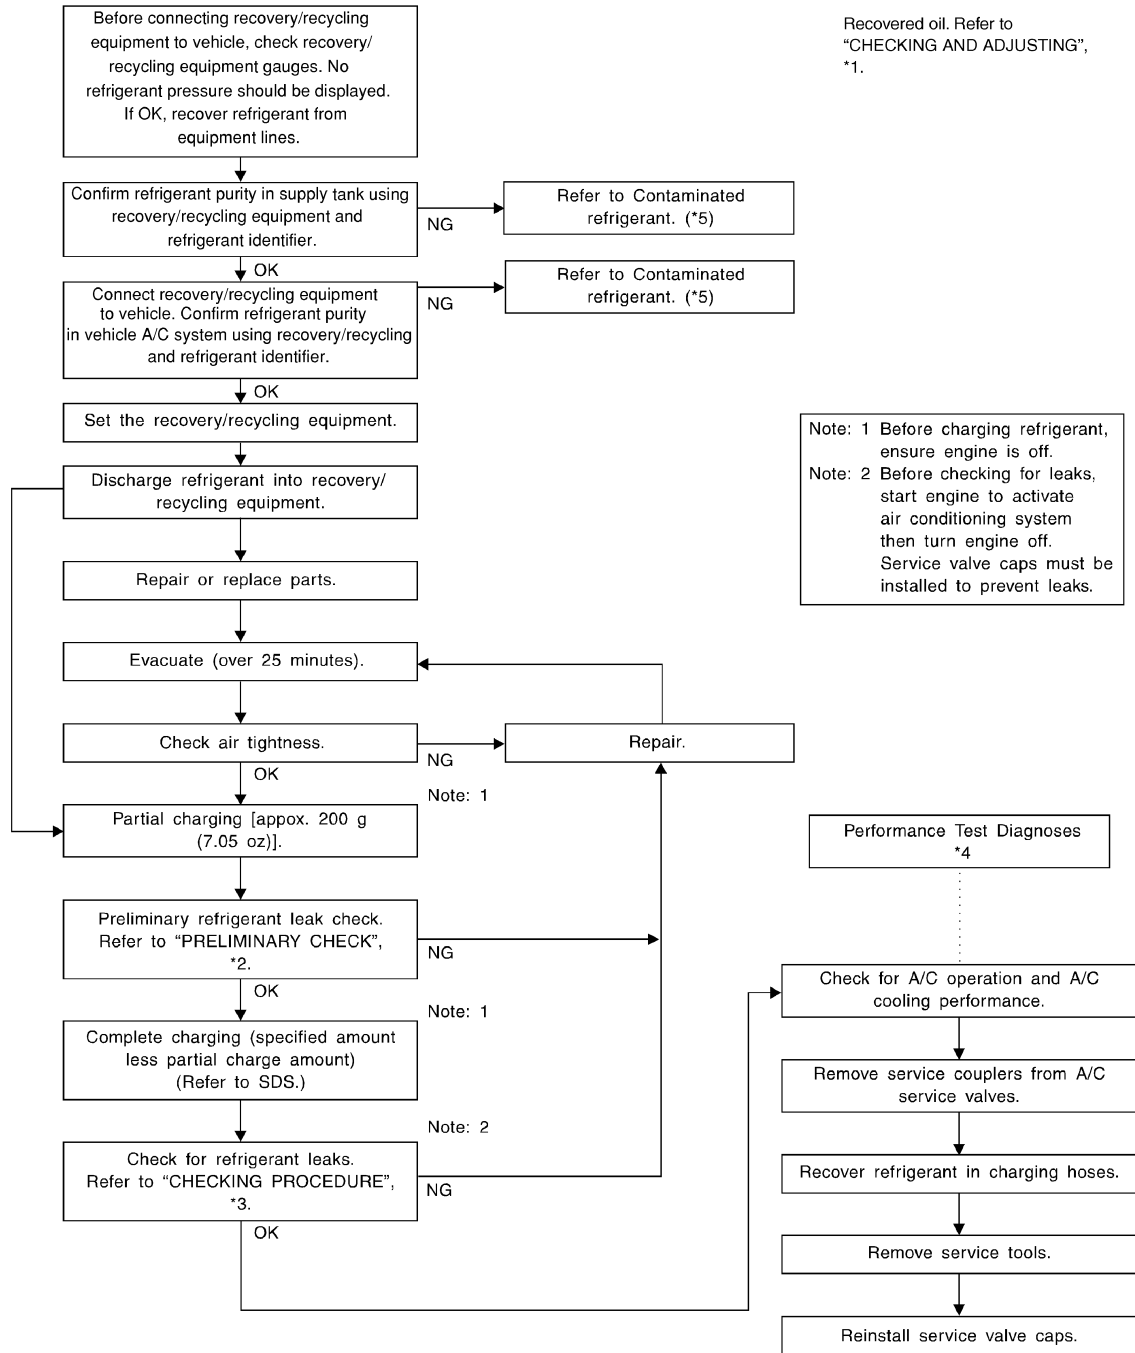 Before connecting recovery/recycling
equipment to vehicle, check recovery/
recycling equipment gauges. No
refrigerant pressure should be displayed.
If OK, recover refrigerant from
equipment lines.
Recovered oil. Refer to
“CHECKING AND ADJUSTING”,
*1.
Confirm refrigerant purity in supply tank using
recovery/recycling equipment and
refrigerant identifier.
NG
Refer to Contaminated
refrigerant. (*5)
OK
Connect recovery/recycling equipment
to vehicle. Confirm refrigerant purity
in vehicle A/C system using recovery/recycling
and refrigerant identifier.
NG
Refer to Contaminated
refrigerant. (*5)
OK
Set the recovery/recycling equipment.
Discharge refrigerant into recovery/
recycling equipment.
Note: 1 Before charging refrigerant,
ensure engine is off.
Note: 2 Before checking for leaks,
start engine to activate
air conditioning system
then turn engine off.
Service valve caps must be
installed to prevent leaks.
Repair or replace parts.
Evacuate (over 25 minutes).
Check air tightness.
NG
Repair.
OK
Note: 1
Partial charging [appox. 200 g
(7.05 oz)].
Preliminary refrigerant leak check.
Refer to “PRELIMINARY CHECK”,
*2.
NG
OK
Note: 1
Complete charging (specified amount
less partial charge amount)
(Refer to SDS.)
Note: 2
Check for refrigerant leaks.
Refer to “CHECKING PROCEDURE”,
*3.
NG
OK
Performance Test Diagnoses
*4
Check for A/C operation and A/C
cooling performance.
Remove service couplers from A/C
service valves.
Recover refrigerant in charging hoses.
Remove service tools.
Reinstall service valve caps.